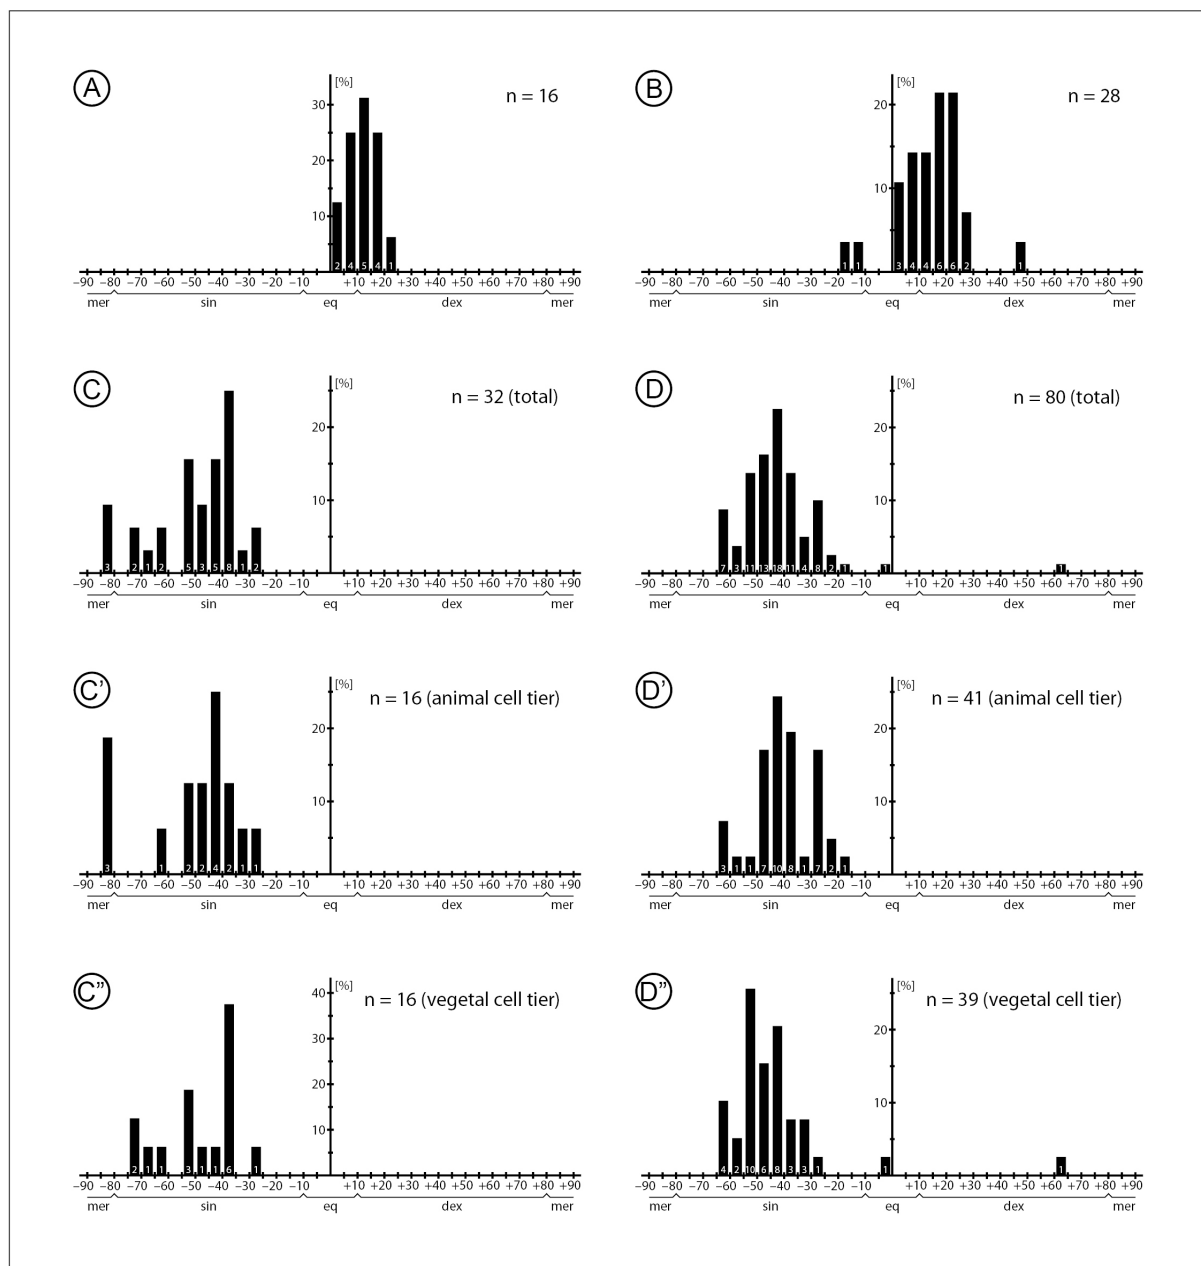 A
[%]
n = 16
30
20
10
2 4 5 4 1
−90 −80 −70 −60 −50 −40 −30 −20 −10 +10 +20 +30 +40 +50 +60 +70 +80 +90
mer sin eq dex mer
B
[%]
n = 28
20
10
1 1 3 4 4 6 6 2 1
−90 −80 −70 −60 −50 −40 −30 −20 −10 +10 +20 +30 +40 +50 +60 +70 +80 +90
mer sin eq dex mer
C
[%]
n = 32 (total)
20
10
3 2 1 2 5 3 5 8 1 2
−90 −80 −70 −60 −50 −40 −30 −20 −10 +10 +20 +30 +40 +50 +60 +70 +80 +90
mer sin eq dex mer
D
[%]
n = 80 (total)
20
10
7 3 11 13 18 11 4 8 2 1 1 1
−90 −80 −70 −60 −50 −40 −30 −20 −10 +10 +20 +30 +40 +50 +60 +70 +80 +90
mer sin eq dex mer
C’
[%]
n = 16 (animal cell tier)
20
10
3 1 2 2 4 2 1 1
−90 −80 −70 −60 −50 −40 −30 −20 −10 +10 +20 +30 +40 +50 +60 +70 +80 +90
mer sin eq dex mer
D’
[%]
n = 41 (animal cell tier)
20
10
3 1 1 7 10 8 1 7 2 1
−90 −80 −70 −60 −50 −40 −30 −20 −10 +10 +20 +30 +40 +50 +60 +70 +80 +90
mer sin eq dex mer
C”
[%]
n = 16 (vegetal cell tier)
40
30
20
10
2 1 1 3 1 1 6 1
−90 −80 −70 −60 −50 −40 −30 −20 −10 +10 +20 +30 +40 +50 +60 +70 +80 +90
mer sin eq dex mer
D”
[%]
n = 39 (vegetal cell tier)
20
10
4 2 10 6 8 3 3 1 1 1
−90 −80 −70 −60 −50 −40 −30 −20 −10 +10 +20 +30 +40 +50 +60 +70 +80 +90
mer sin eq dex mer